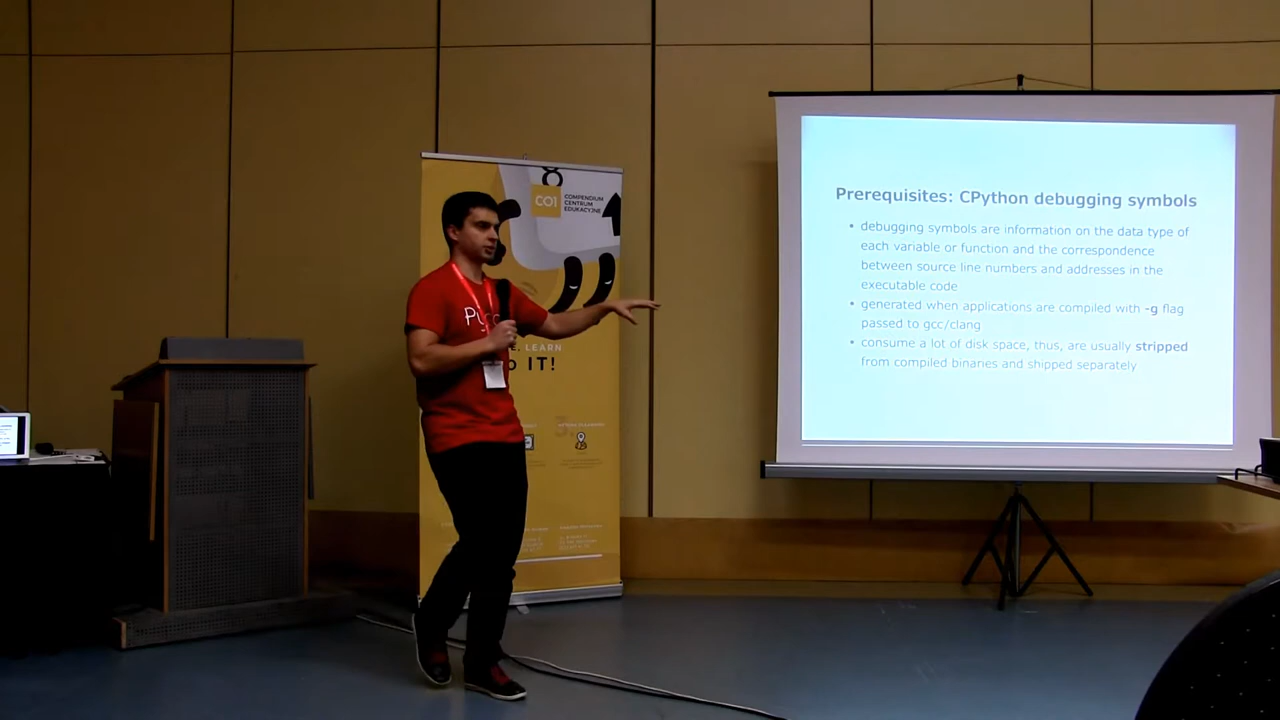 CO1
COMPENDIUM
CENTRUM
EDUKACYJNE
LEARN
IT!
Prerequisites: CPython debugging symbols
• debugging symbols are information on the data type of
each variable or function and the correspondence
between source line numbers and addresses in the
executable code
• generated when applications are compiled with -g flag
passed to gcc/clang
• consume a lot of disk space, thus, are usually stripped
from compiled binaries and shipped separately